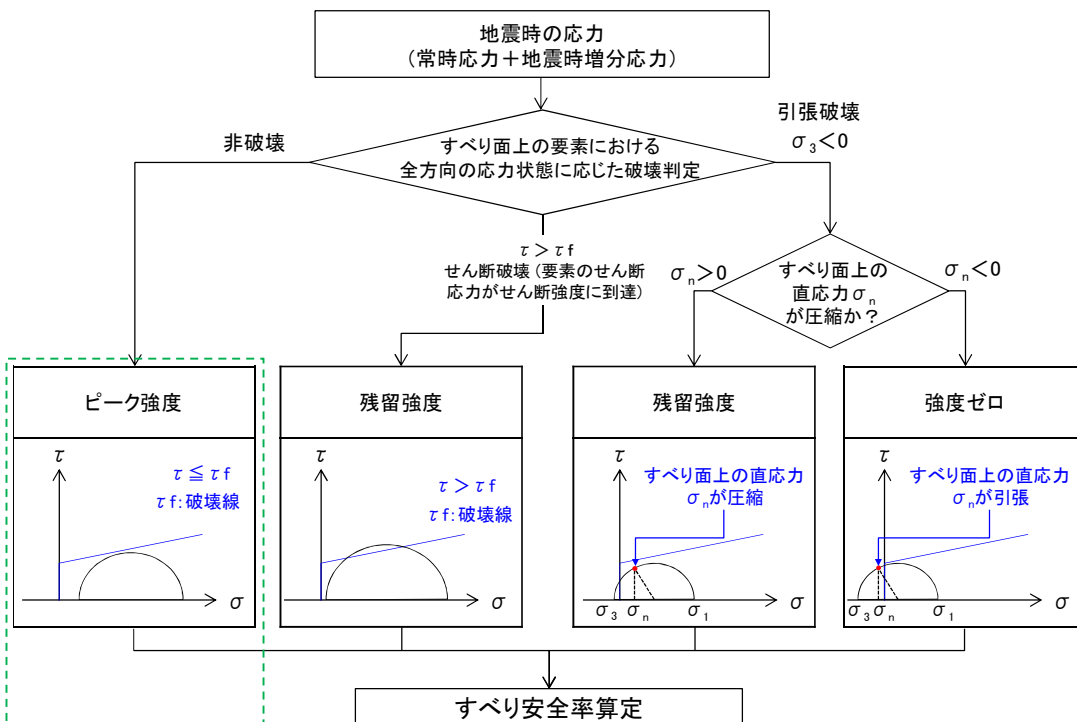 地震時の応力
（常時応力＋地震時増分応力）
すべり面上の要素における
全方向の応力状態に応じた破壊判定
非破壊
引張破壊
σ₃＜0
τ＞τf
せん断破壊（要素のせん断
応力がせん断強度に到達）
すべり面上の
直応力σₙ
が圧縮か？
σₙ＞0
σₙ＜0
ピーク強度
τ
τ≦τf
τf：破壊線
σ
残留強度
τ
τ＞τf
τf：破壊線
σ
残留強度
τ
すべり面上の直応力
σₙが圧縮
σ₃ σₙ σ₁
σ
強度ゼロ
τ
すべり面上の直応力
σₙが引張
σ₃ σₙ σ₁
σ
すべり安全率算定